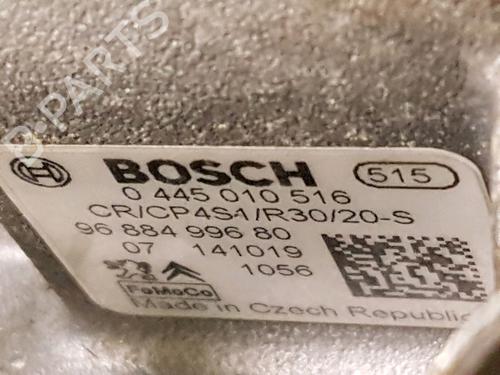 B-PARTS
BOSCH 515
0 445 010 516
CR/CP4S1/R30/20-S
96 884 996 80
07 141019
1056
FoMoCo
Made in Czech Republic